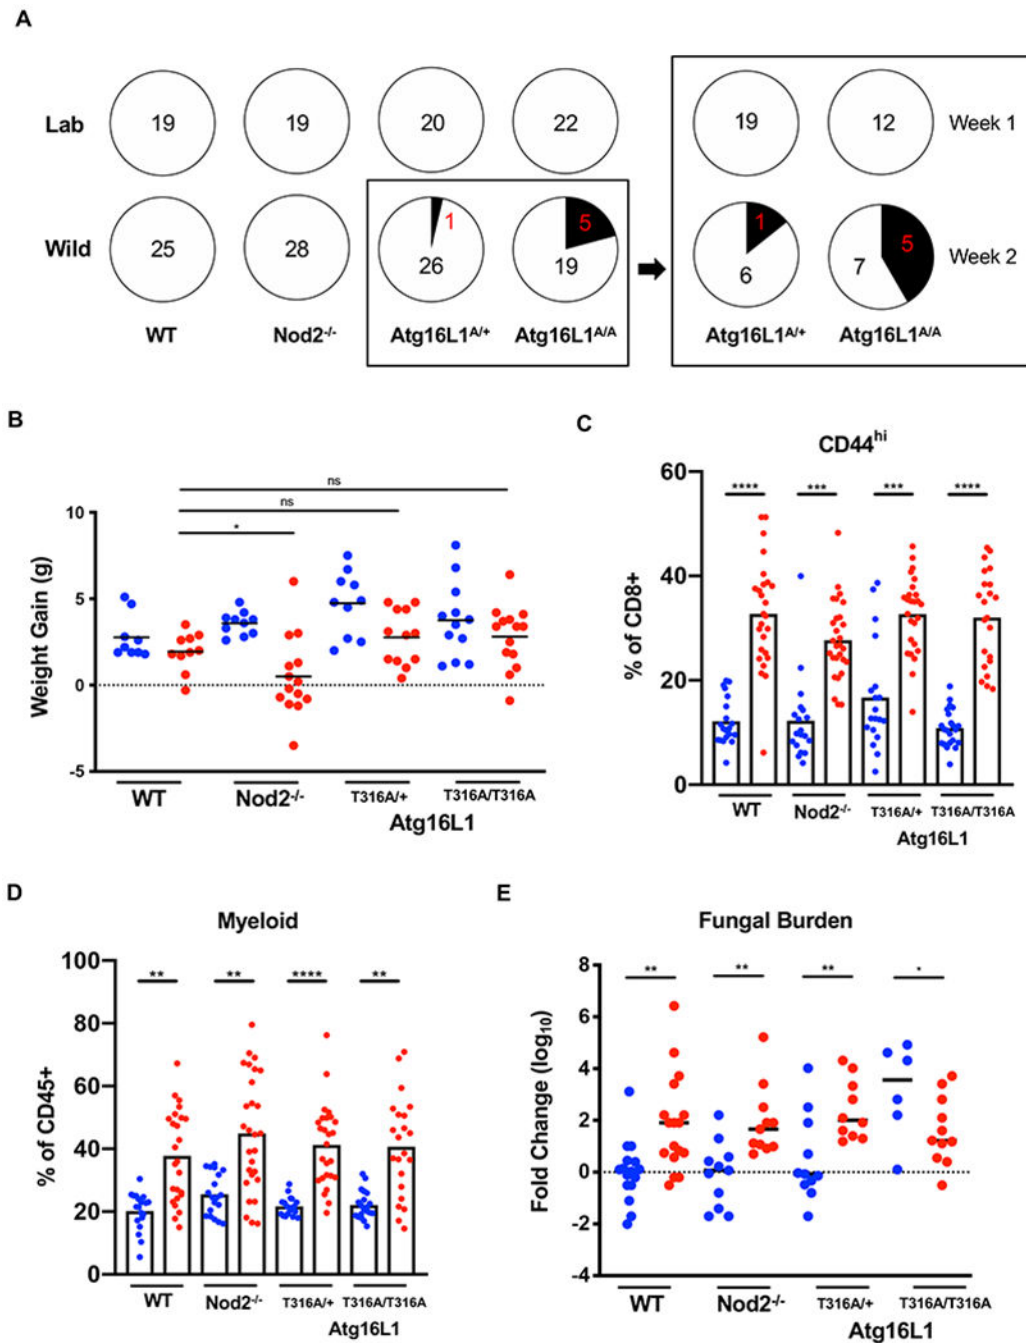 A
Lab 19 19 20 22 19 12 Week 1
Wild 25 28 1 26 5 19 1 6 5 7 Week 2
WT Nod2-/- Atg16L1A/+ Atg16L1A/A Atg16L1A/+ Atg16L1A/A
B
ns
ns
*
Weight Gain (g)
10
5
0
-5
WT Nod2-/- T316A/+ T316A/T316A
Atg16L1
C
CD44hi
% of CD8+
60
40
20
0
**** *** *** ****
WT Nod2-/- T316A/+ T316A/T316A
Atg16L1
D
Myeloid
% of CD45+
100
80
60
40
20
0
** ** **** **
WT Nod2-/- T316A/+ T316A/T316A
Atg16L1
E
Fungal Burden
Fold Change (log10)
8
6
4
2
0
-2
-4
** ** ** *
WT Nod2-/- T316A/+ T316A/T316A
Atg16L1